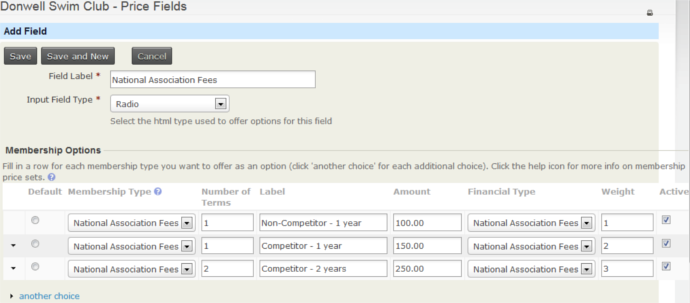 Donwell Swim Club - Price Fields
Add Field
Save Save and New Cancel
Field Label * National Association Fees
Input Field Type * Radio
Select the html type used to offer options for this field
Membership Options
Fill in a row for each membership type you want to offer as an option (click 'another choice' for each additional choice). Click the help icon for more info on membership
price sets.
Default Membership Type Number of Terms Label Amount Financial Type Weight Active
National Association Fees 1 Non-Competitor - 1 year 100.00 National Association Fees 1
National Association Fees 1 Competitor - 1 year 150.00 National Association Fees 2
National Association Fees 2 Competitor - 2 years 250.00 National Association Fees 3
another choice